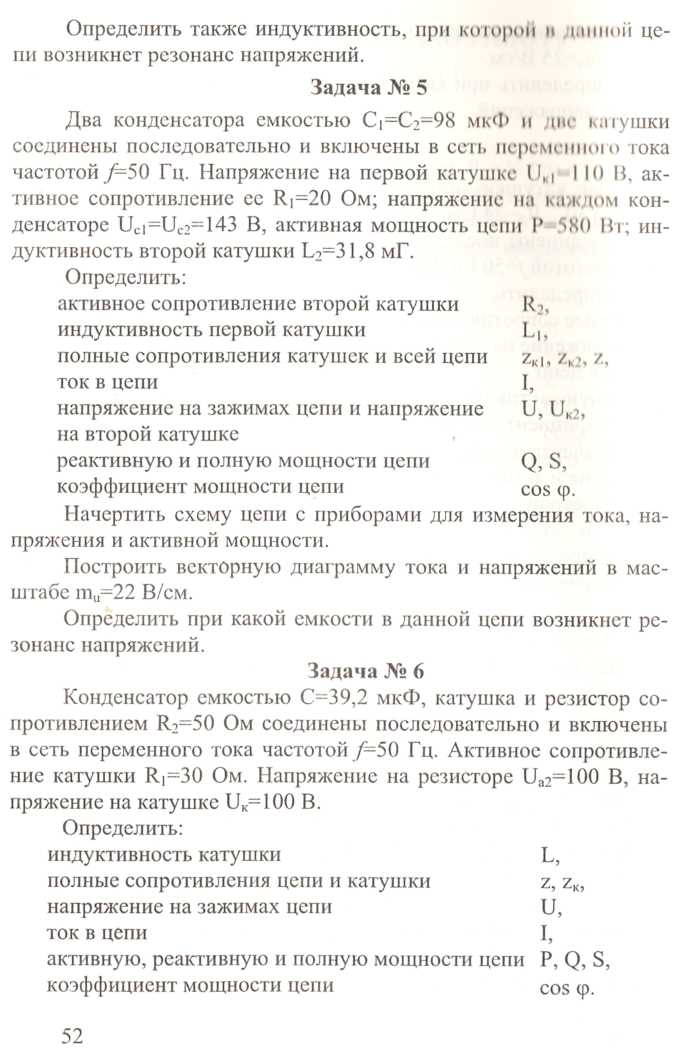 Определить также индуктивность, при которой в данной це-
пи возникнет резонанс напряжений.
Задача № 5
Два конденсатора емкостью C₁=C₂=98 мкФ и две катушки
соединены последовательно и включены в сеть переменного тока
частотой f=50 Гц. Напряжение на первой катушке Uк₁=110 В, ак-
тивное сопротивление ее R₁=20 Ом; напряжение на каждом кон-
денсаторе Uc₁=Uc₂=143 В, активная мощность цепи P=580 Вт; ин-
дуктивность второй катушки L₂=31,8 мГ.
Определить:
активное сопротивление второй катушки R₂,
индуктивность первой катушки L₁,
полные сопротивления катушек и всей цепи zк₁, zк₂, z,
ток в цепи I,
напряжение на зажимах цепи и напряжение U, Uк₂,
на второй катушке
реактивную и полную мощности цепи Q, S,
коэффициент мощности цепи cos φ.
Начертить схему цепи с приборами для измерения тока, на-
пряжения и активной мощности.
Построить векторную диаграмму тока и напряжений в мас-
штабе mᵤ=22 В/см.
Определить при какой емкости в данной цепи возникнет ре-
зонанс напряжений.
Задача № 6
Конденсатор емкостью C=39,2 мкФ, катушка и резистор со-
противлением R₂=50 Ом соединены последовательно и включены
в сеть переменного тока частотой f=50 Гц. Активное сопротивле-
ние катушки R₁=30 Ом. Напряжение на резисторе Uа₂=100 В, на-
пряжение на катушке Uк=100 В.
Определить:
индуктивность катушки L,
полные сопротивления цепи и катушки z, zк,
напряжение на зажимах цепи U,
ток в цепи I,
активную, реактивную и полную мощности цепи P, Q, S,
коэффициент мощности цепи cos φ.
52